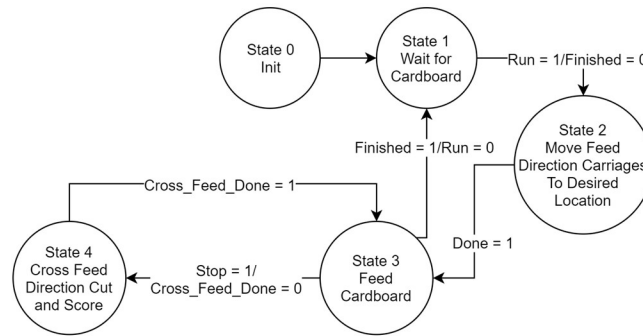 State 0
Init
State 1
Wait for
Cardboard
Run = 1/Finished = 0
State 2
Move Feed
Direction Carriages
To Desired
Location
Finished = 1/Run = 0
Cross_Feed_Done = 1
Done = 1
State 4
Cross Feed
Direction Cut
and Score
Stop = 1/
Cross_Feed_Done = 0
State 3
Feed
Cardboard